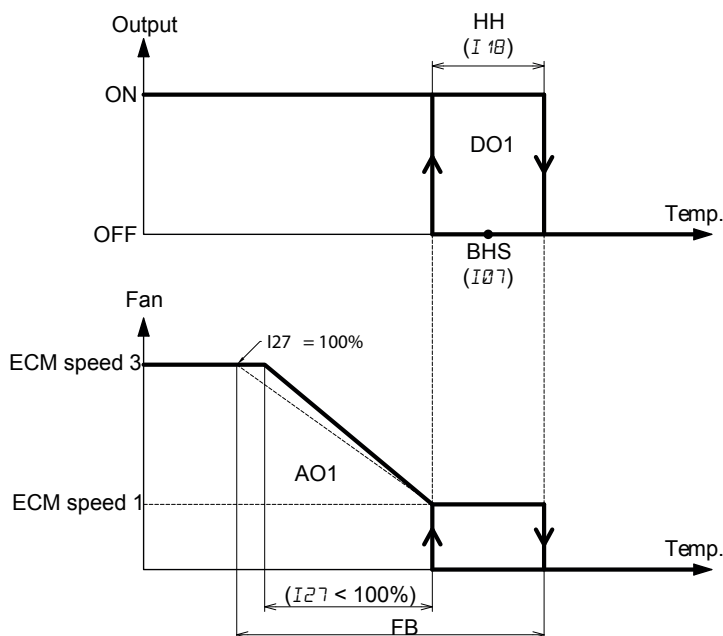 HH
Output
(I18)
ON
DO1
Temp.
OFF
BHS
(I07)
Fan
I27 = 100%
ECM speed 3
AO1
ECM speed 1
Temp.
(I27 < 100%)
FB